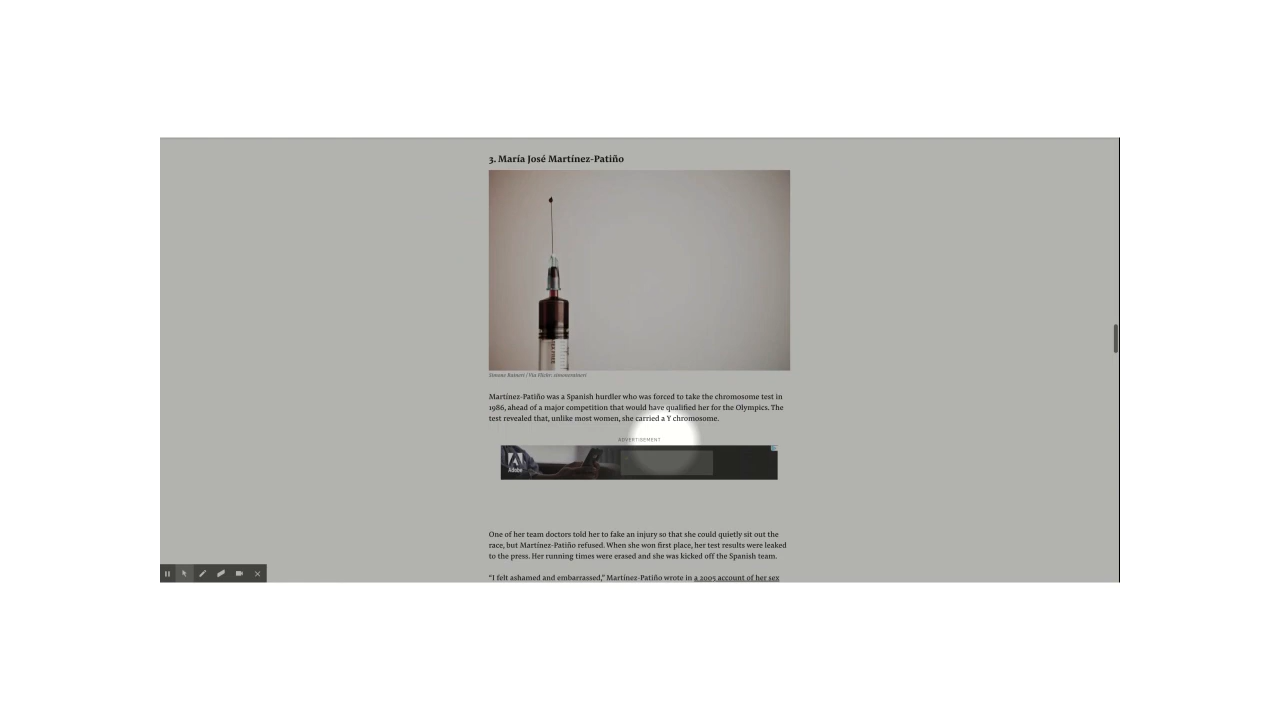 3. María José Martínez-Patiño
Simone Ramert / Via Flickr: simoneramert
Martínez-Patiño was a Spanish hurdler who was forced to take the chromosome test in
1986, ahead of a major competition that would have qualified her for the Olympics. The
test revealed that, unlike most women, she carried a Y chromosome.
ADVERTISEMENT
Adobe
One of her team doctors told her to fake an injury so that she could quietly sit out the
race, but Martínez-Patiño refused. When she won first place, her test results were leaked
to the press. Her running times were erased and she was kicked off the Spanish team.
“I felt ashamed and embarrassed,” Martínez-Patiño wrote in a 2005 account of her sex